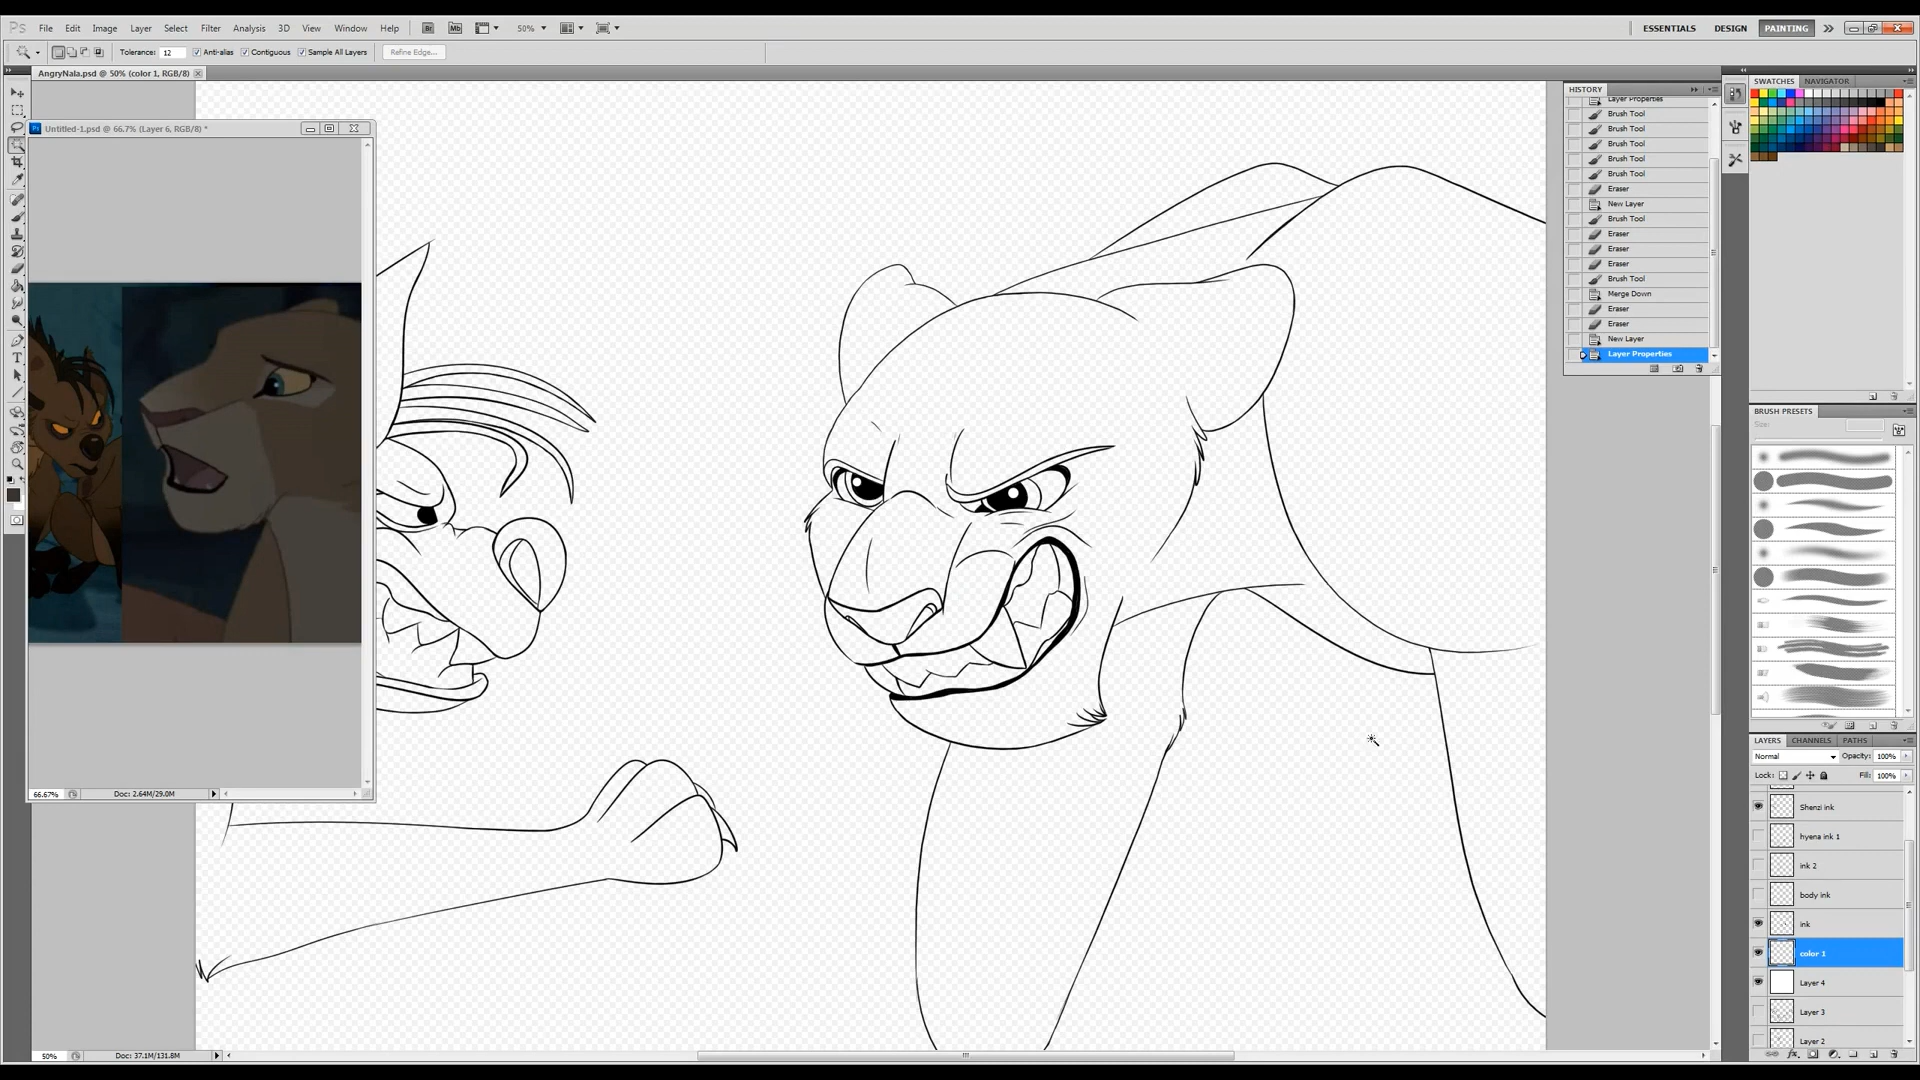 Ps File Edit Image Layer Select Filter Analysis 3D View Window Help Br Mb 50% ESSENTIALS DESIGN PAINTING
Tolerance: 12 Anti-alias Contiguous Sample All Layers Refine Edge...
AngryNala.psd @ 50% (color 1, RGB/8)
Untitled-1.psd @ 66.7% (Layer 6, RGB/8) *
66.67% Doc: 2.64M/29.0M
50% Doc: 37.1M/131.8M
HISTORY
Layer Properties
Brush Tool
Brush Tool
Brush Tool
Brush Tool
Brush Tool
Eraser
New Layer
Brush Tool
Eraser
Eraser
Eraser
Brush Tool
Merge Down
Eraser
Eraser
New Layer
Layer Properties
SWATCHES NAVIGATOR
BRUSH PRESETS
Size:
LAYERS CHANNELS PATHS
Normal Opacity: 100%
Lock: Fill: 100%
Shenzi ink
hyena ink 1
ink 2
body ink
ink
color 1
Layer 4
Layer 3
Layer 2